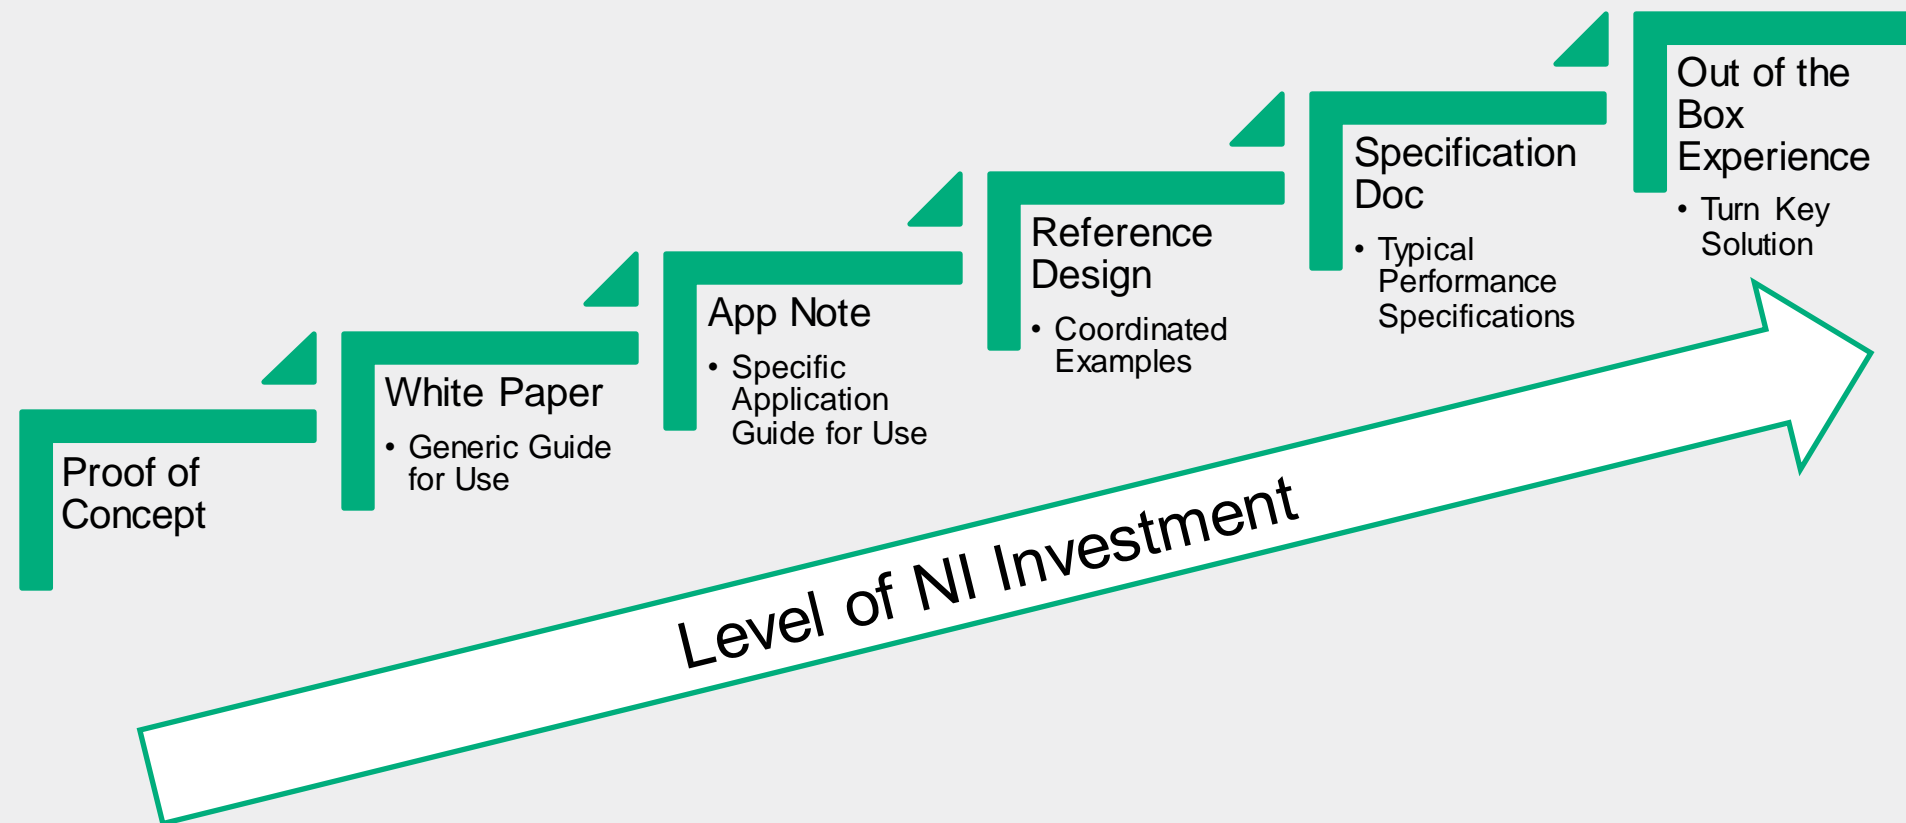 Proof of
Concept
White Paper
• Generic Guide
for Use
App Note
• Specific
Application
Guide for Use
Reference
Design
• Coordinated
Examples
Specification
Doc
• Typical
Performance
Specifications
Out of the
Box
Experience
• Turn Key
Solution
Level of NI Investment